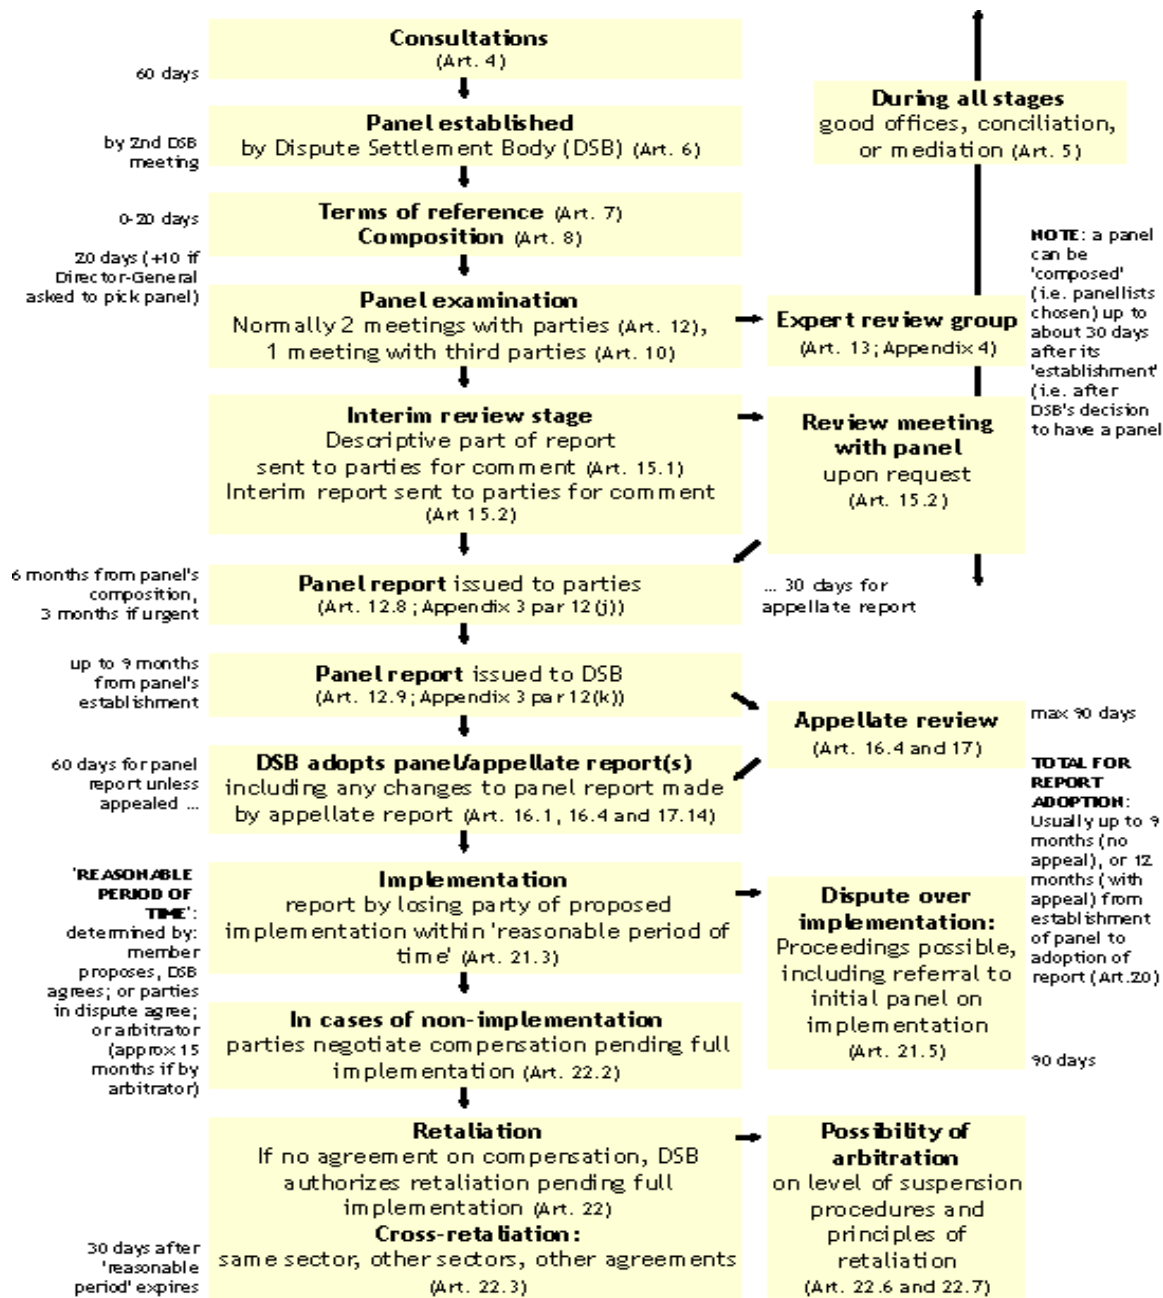 Consultations
(Art. 4)
60 days
During all stages
good offices, conciliation,
or mediation (Art. 5)
by 2nd DSB
meeting
Panel established
by Dispute Settlement Body (DSB) (Art. 6)
0-20 days
Terms of reference (Art. 7)
Composition (Art. 8)
20 days (+10 if
Director-General
asked to pick panel)
NOTE: a panel
can be
'composed'
(i.e. panellists
chosen) up to
about 30 days
after its
'establishment'
(i.e. after
DSB's decision
to have a panel
Panel examination
Normally 2 meetings with parties (Art. 12),
1 meeting with third parties (Art. 10)
Expert review group
(Art. 13; Appendix 4)
Interim review stage
Descriptive part of report
sent to parties for comment (Art. 15.1)
Interim report sent to parties for comment
(Art 15.2)
Review meeting
with panel
upon request
(Art. 15.2)
6 months from panel's
composition,
3 months if urgent
Panel report issued to parties
(Art. 12.8; Appendix 3 par 12(j))
... 30 days for
appellate report
up to 9 months
from panel's
establishment
Panel report issued to DSB
(Art. 12.9; Appendix 3 par 12(k))
Appellate review
(Art. 16.4 and 17)
max 90 days
60 days for panel
report unless
appealed ...
DSB adopts panel/appellate report(s)
including any changes to panel report made
by appellate report (Art. 16.1, 16.4 and 17.14)
TOTAL FOR
REPORT
ADOPTION:
Usually up to 9
months (no
appeal), or 12
months (with
appeal) from
establishment
of panel to
adoption of
report (Art.20)
'REASONABLE
PERIOD OF
TIME':
determined by:
member
proposes, DSB
agrees; or parties
in dispute agree;
or arbitrator
(approx 15
months if by
arbitrator)
Implementation
report by losing party of proposed
implementation within 'reasonable period of
time' (Art. 21.3)
Dispute over
implementation:
Proceedings possible,
including referral to
initial panel on
implementation
(Art. 21.5)
90 days
In cases of non-implementation
parties negotiate compensation pending full
implementation (Art. 22.2)
Retaliation
If no agreement on compensation, DSB
authorizes retaliation pending full
implementation (Art. 22)
Cross-retaliation:
same sector, other sectors, other agreements
(Art. 22.3)
30 days after
'reasonable
period' expires
Possibility of
arbitration
on level of suspension
procedures and
principles of
retaliation
(Art. 22.6 and 22.7)